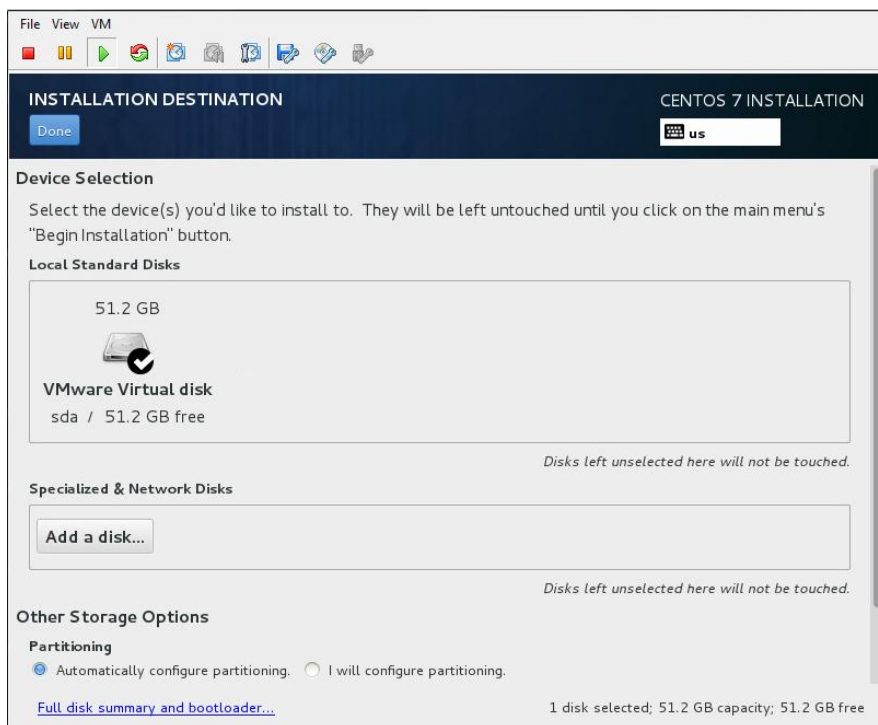 File View VM
INSTALLATION DESTINATION
CENTOS 7 INSTALLATION
Done
us
Device Selection
Select the device(s) you'd like to install to. They will be left untouched until you click on the main menu's
"Begin Installation" button.
Local Standard Disks
51.2 GB
VMware Virtual disk
sda / 51.2 GB free
Disks left unselected here will not be touched.
Specialized & Network Disks
Add a disk...
Disks left unselected here will not be touched.
Other Storage Options
Partitioning
Automatically configure partitioning. I will configure partitioning.
Full disk summary and bootloader... 1 disk selected; 51.2 GB capacity; 51.2 GB free